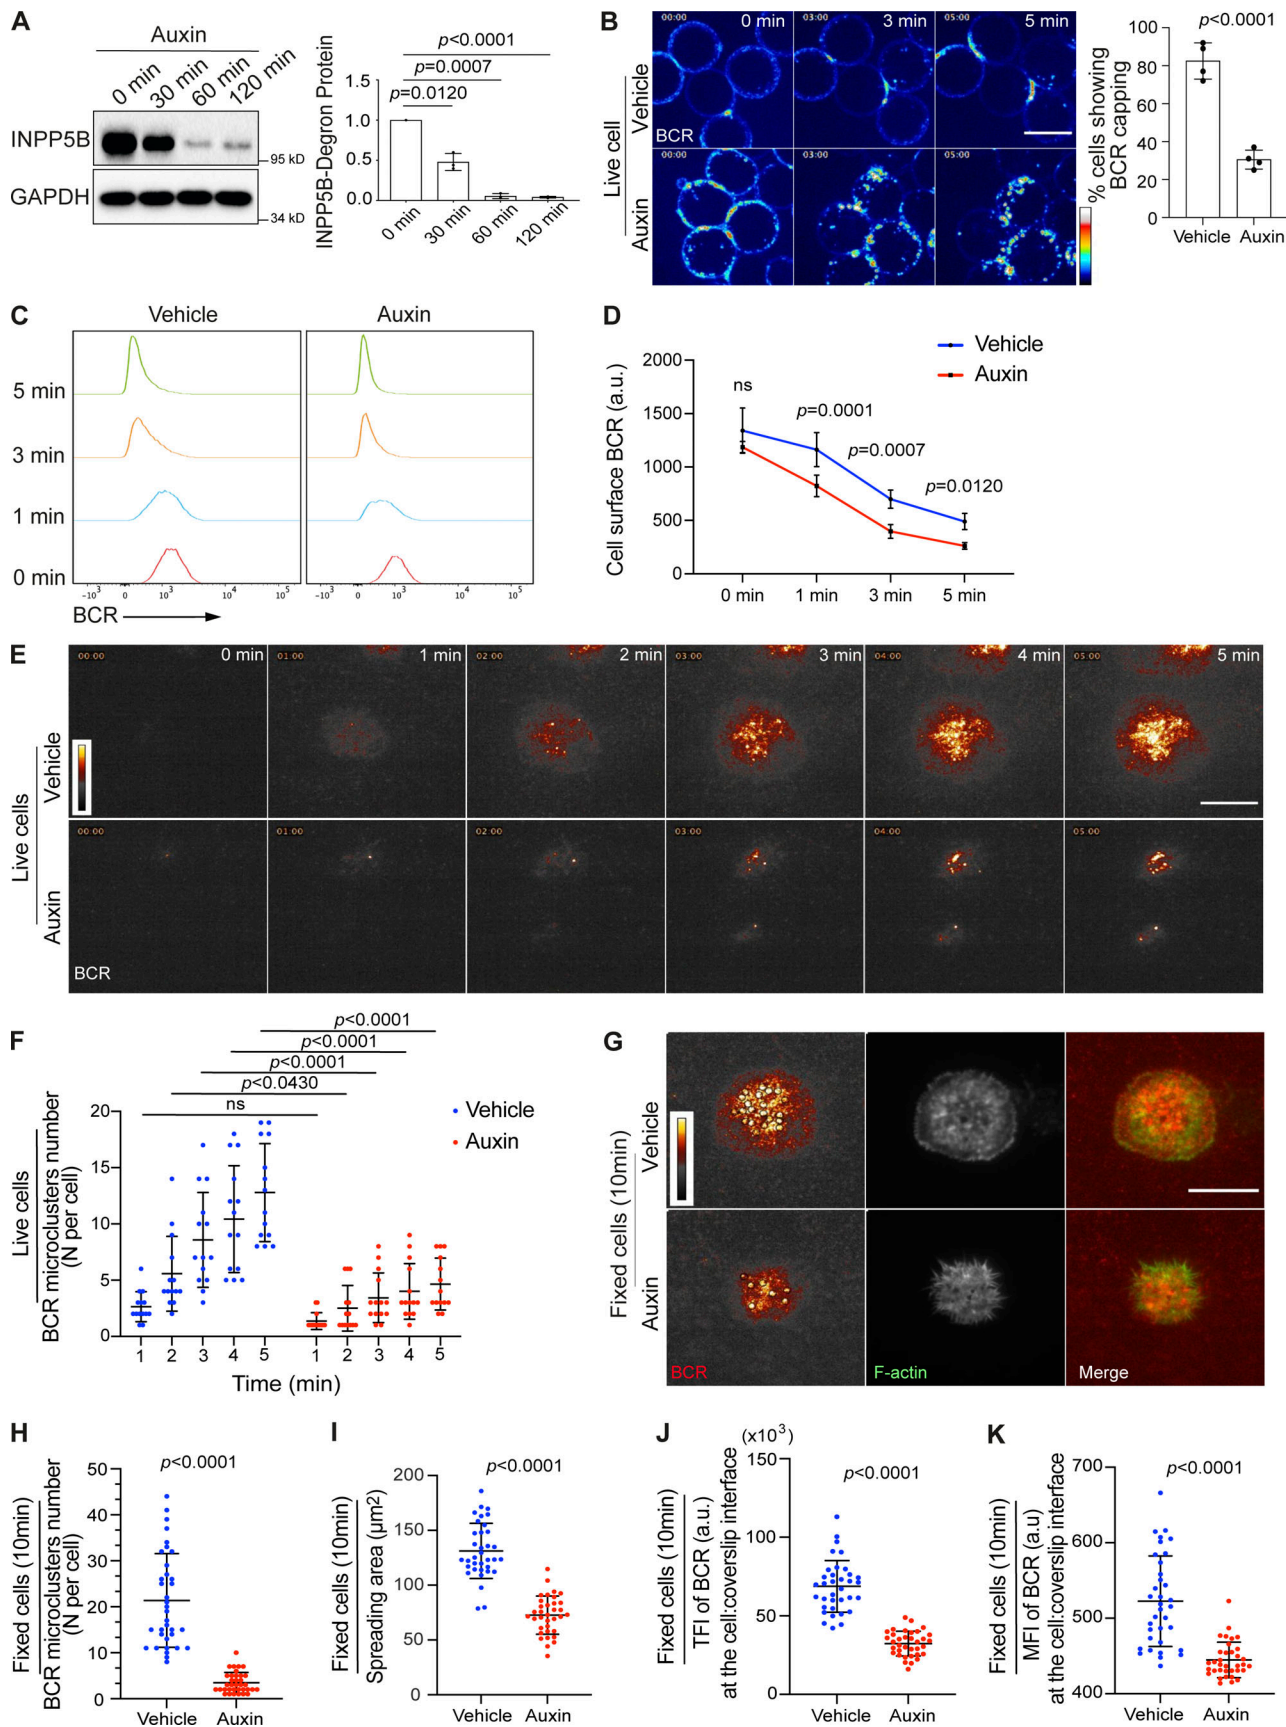 A
Auxin
0 min
30 min
60 min
120 min
INPP5B
95 kD
GAPDH
34 kD
INPP5B-Degron Protein
p<0.0001
p=0.0007
p=0.0120
1.0
0.5
0.0
0 min
30 min
60 min
120 min
B
Live cell
Vehicle
Auxin
00:00
0 min
03:00
3 min
05:00
5 min
BCR
00:00
03:00
05:00
% cells showing
BCR capping
p<0.0001
100
80
60
40
20
0
Vehicle
Auxin
C
Vehicle
Auxin
5 min
3 min
1 min
0 min
-10³ 0 10³ 10⁴ 10⁵
-10³ 0 10³ 10⁴ 10⁵
BCR
D
Vehicle
Auxin
Cell surface BCR (a.u.)
2000
1500
1000
500
0
ns
p=0.0001
p=0.0007
p=0.0120
0 min
1 min
3 min
5 min
E
Live cells
Vehicle
Auxin
00:00
0 min
01:00
1 min
02:00
2 min
03:00
3 min
04:00
4 min
05:00
5 min
00:00
01:00
02:00
03:00
04:00
05:00
BCR
F
Live cells
BCR microclusters number
(N per cell)
p<0.0001
p<0.0001
p<0.0001
p<0.0430
ns
Vehicle
Auxin
20
15
10
5
0
1 2 3 4 5 1 2 3 4 5
Time (min)
G
Fixed cells (10min)
Vehicle
Auxin
BCR
F-actin
Merge
H
Fixed cells (10min)
BCR microclusters number
(N per cell)
p<0.0001
50
40
30
20
10
0
Vehicle
Auxin
I
Fixed cells (10min)
Spreading area (µm²)
p<0.0001
200
150
100
50
0
Vehicle
Auxin
J
Fixed cells (10min)
TFI of BCR (a.u.)
at the cell:coverslip interface
(x10³)
p<0.0001
150
100
50
0
Vehicle
Auxin
K
Fixed cells (10min)
MFI of BCR (a.u)
at the cell:coverslip interface
p<0.0001
700
600
500
400
Vehicle
Auxin